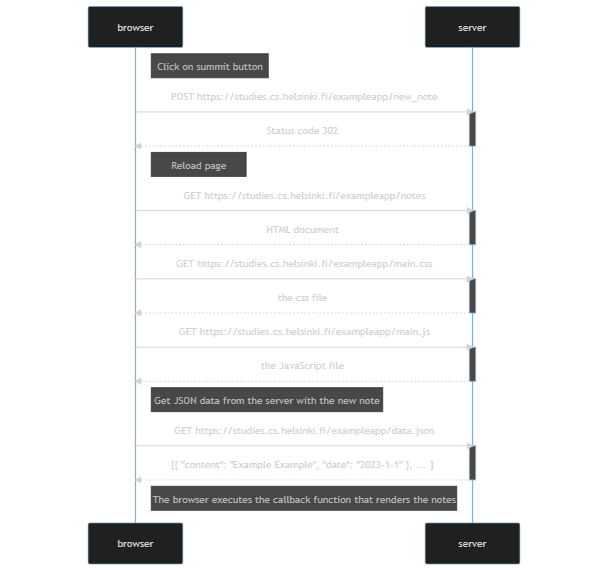 browser
server
Click on summit button
POST https://studies.cs.helsinki.fi/exampleapp/new_note
Status code 302
Reload page
GET https://studies.cs.helsinki.fi/exampleapp/notes
HTML document
GET https://studies.cs.helsinki.fi/exampleapp/main.css
the css file
GET https://studies.cs.helsinki.fi/exampleapp/main.js
the JavaScript file
Get JSON data from the server with the new note
GET https://studies.cs.helsinki.fi/exampleapp/data.json
[{ "content": "Example Example", "date": "2023-1-1" }, ... ]
The browser executes the callback function that renders the notes
browser
server